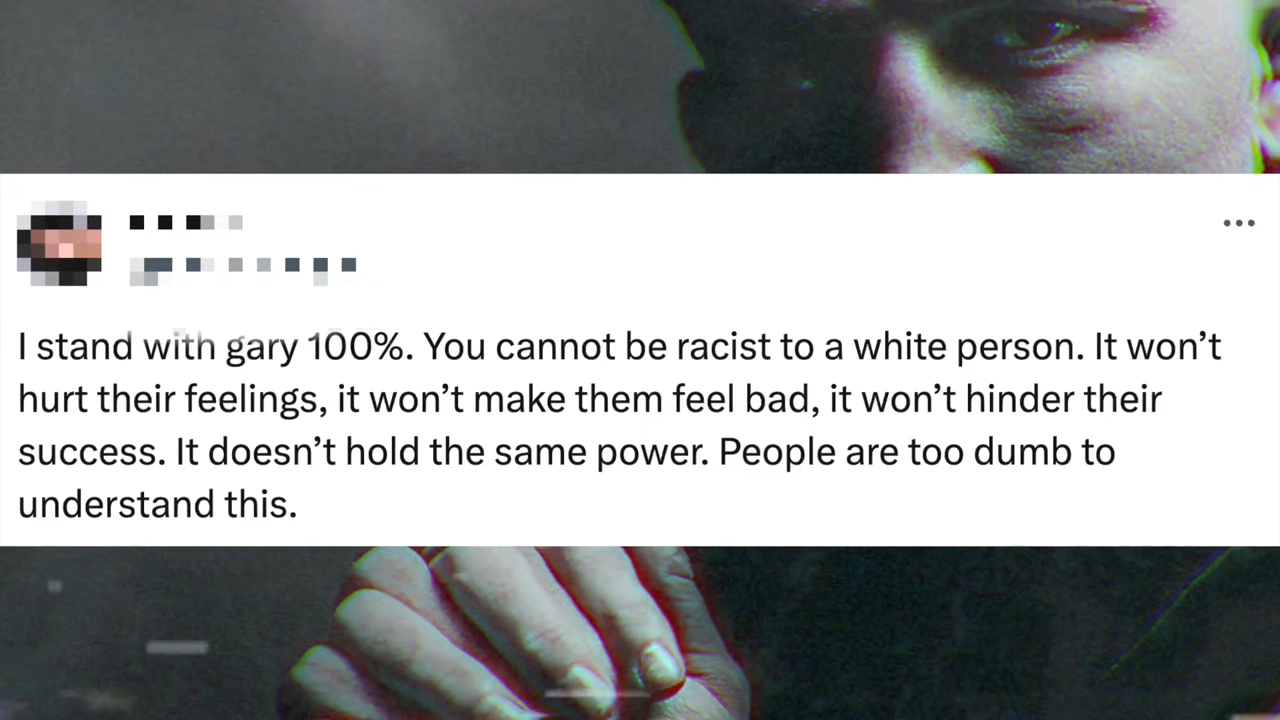 I stand with gary 100%. You cannot be racist to a white person. It won’t
hurt their feelings, it won’t make them feel bad, it won’t hinder their
success. It doesn’t hold the same power. People are too dumb to
understand this.